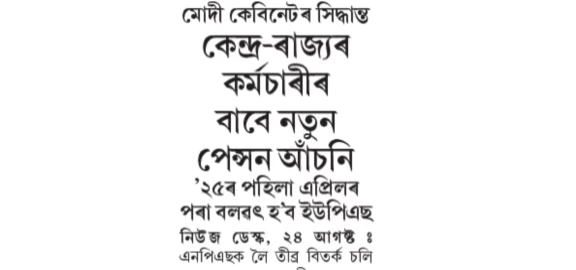 মোদী কেবিনেটৰ সিদ্ধান্ত
কেন্দ্ৰ-ৰাজ্যৰ
কৰ্মচাৰীৰ
বাবে নতুন
পেন্সন আঁচনি
'২৫ৰ পহিলা এপ্ৰিলৰ
পৰা বলৱৎ হ'ব ইউপিএছ
নিউজ ডেস্ক, ২৪ আগষ্ট ঃ
এনপিএছক লৈ তীব্ৰ বিতৰ্ক চলি